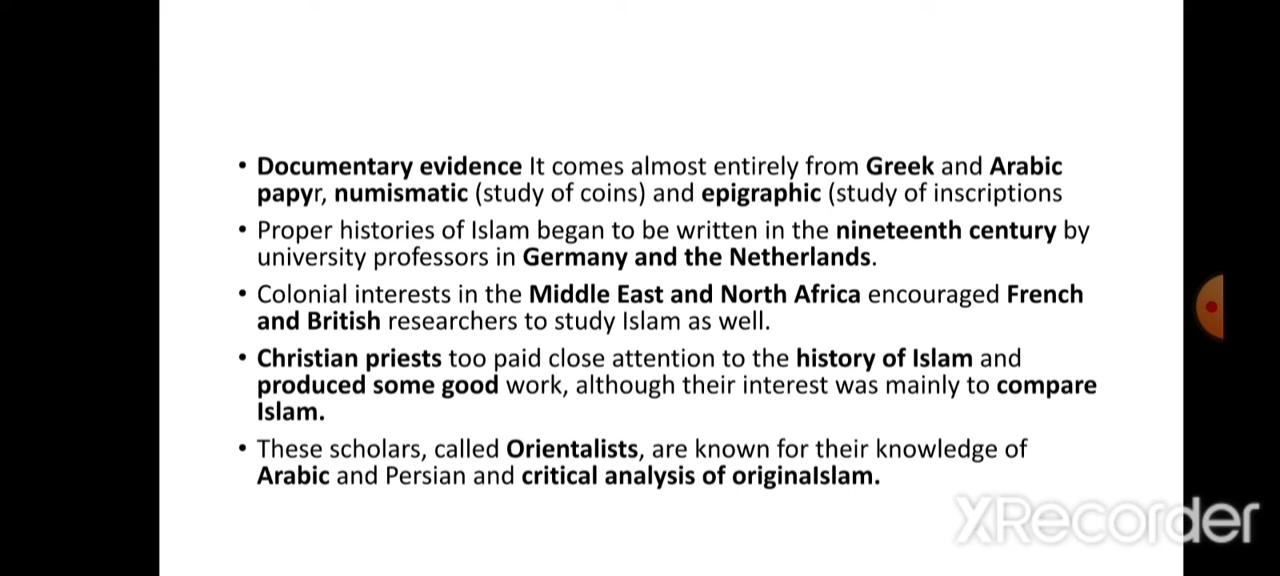 • Documentary evidence It comes almost entirely from Greek and Arabic
papyr, numismatic (study of coins) and epigraphic (study of inscriptions
• Proper histories of Islam began to be written in the nineteenth century by
university professors in Germany and the Netherlands.
• Colonial interests in the Middle East and North Africa encouraged French
and British researchers to study Islam as well.
• Christian priests too paid close attention to the history of Islam and
produced some good work, although their interest was mainly to compare
Islam.
• These scholars, called Orientalists, are known for their knowledge of
Arabic and Persian and critical analysis of originaIslam.
XRecorder